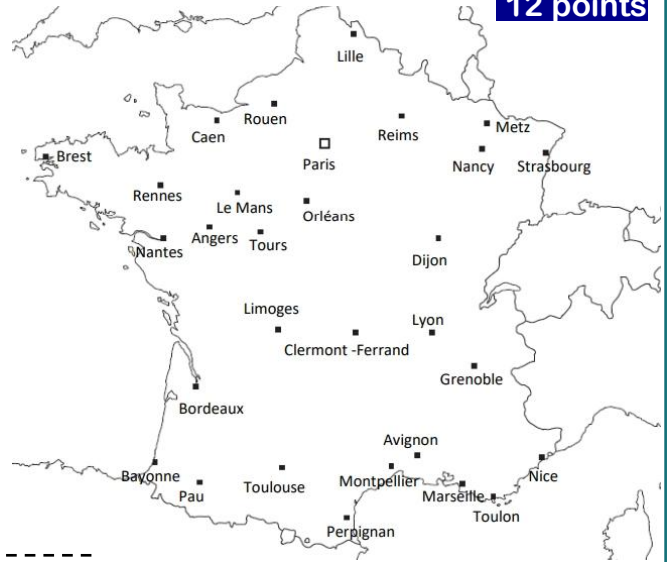 12 points
Lille
Rouen
Caen
Reims
Metz
Paris
Nancy
Strasbourg
Brest
Rennes
Le Mans
Orléans
Angers
Tours
Nantes
Dijon
Limoges
Lyon
Clermont -Ferrand
Grenoble
Bordeaux
Avignon
Bayonne
Pau
Toulouse
Montpellier
Marseille
Nice
Toulon
Perpignan